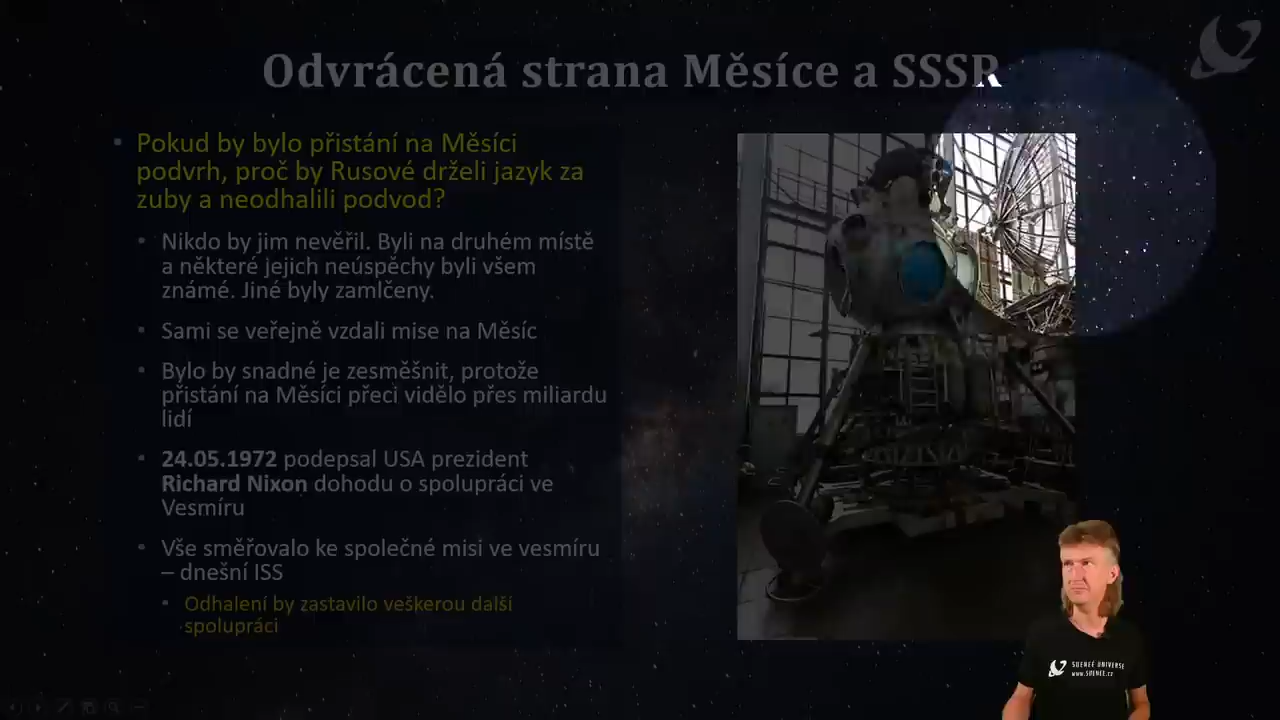 Odvrácená strana Měsíce a SSSR
Pokud by bylo přistání na Měsíci
podvrh, proč by Rusové drželi jazyk za
zuby a neodhalili podvod?
Nikdo by jim nevěřil. Byli na druhém místě
a některé jejich neúspěchy byli všem
známé. Jiné byly zamlčeny.
Sami se veřejně vzdali mise na Měsíc
Bylo by snadné je zesměšnit, protože
přistání na Měsíci přeci vidělo přes miliardu
lidí
24.05.1972 podepsal USA prezident
Richard Nixon dohodu o spolupráci ve
Vesmíru
Vše směřovalo ke společné misi ve vesmíru
– dnešní ISS
Odhalení by zastavilo veškerou další
spolupráci
SUENEE UNIVERSE
www.SUENEE.cz